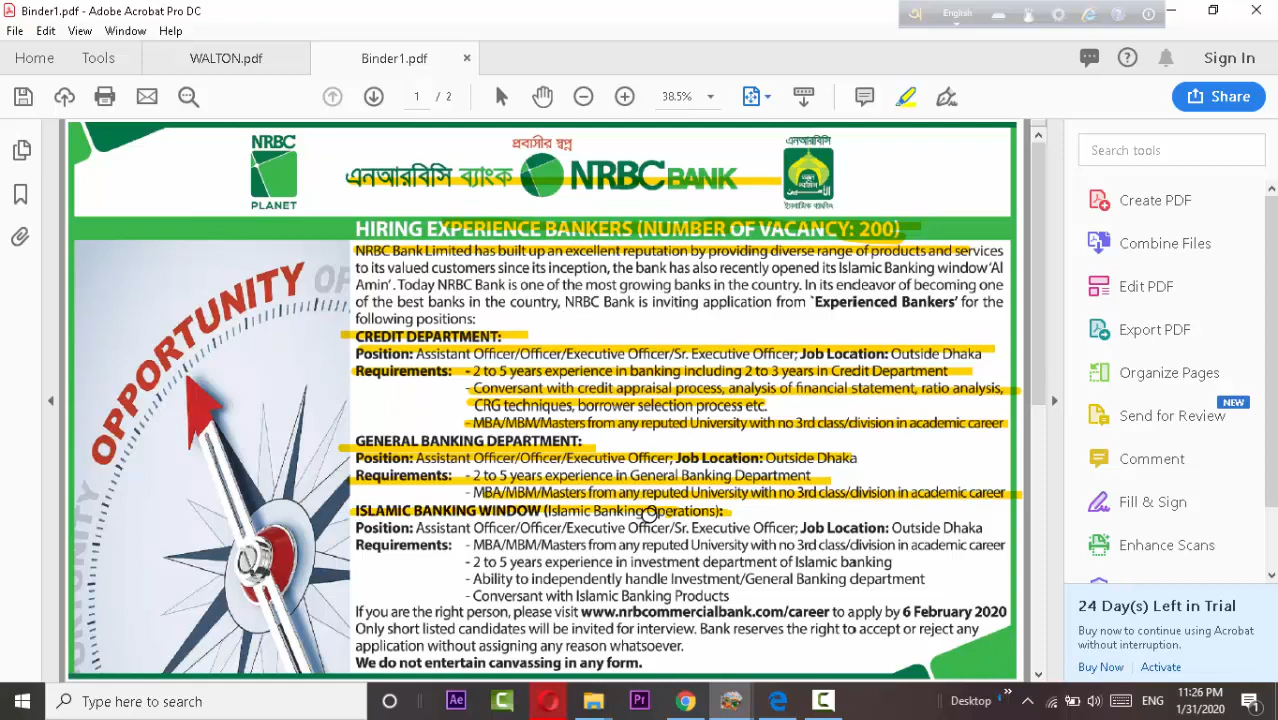 Binder1.pdf - Adobe Acrobat Pro DC
অ
English
File Edit View Window Help
Home Tools WALTON.pdf Binder1.pdf × Sign In
1 / 2 38.5% Share
NRBC
PLANET
প্রবাসীর স্বপ্ন
এনআরবিসি ব্যাংক NRBC BANK
এনআরবিসি
HIRING EXPERIENCE BANKERS (NUMBER OF VACANCY: 200)
OPPORTUNITY OP
OPPORTUNITY
NRBC Bank Limited has built up an excellent reputation by providing diverse range of products and services
to its valued customers since its inception, the bank has also recently opened its Islamic Banking window ‘Al
Amin’. Today NRBC Bank is one of the most growing banks in the country. In its endeavor of becoming one
of the best banks in the country, NRBC Bank is inviting application from `Experienced Bankers’ for the
following positions:
CREDIT DEPARTMENT:
Position: Assistant Officer/Officer/Executive Officer/Sr. Executive Officer; Job Location: Outside Dhaka
Requirements: - 2 to 5 years experience in banking including 2 to 3 years in Credit Department
- Conversant with credit appraisal process, analysis of financial statement, ratio analysis,
CRG techniques, borrower selection process etc.
- MBA/MBM/Masters from any reputed University with no 3rd class/division in academic career
GENERAL BANKING DEPARTMENT:
Position: Assistant Officer/Officer/Executive Officer; Job Location: Outside Dhaka
Requirements: - 2 to 5 years experience in General Banking Department
- MBA/MBM/Masters from any reputed University with no 3rd class/division in academic career
ISLAMIC BANKING WINDOW (Islamic Banking Operations):
Position: Assistant Officer/Officer/Executive Officer/Sr. Executive Officer; Job Location: Outside Dhaka
Requirements: - MBA/MBM/Masters from any reputed University with no 3rd class/division in academic career
- 2 to 5 years experience in investment department of Islamic banking
- Ability to independently handle Investment/General Banking department
- Conversant with Islamic Banking Products
If you are the right person, please visit www.nrbcommercialbank.com/career to apply by 6 February 2020
Only short listed candidates will be invited for interview. Bank reserves the right to accept or reject any
application without assigning any reason whatsoever.
We do not entertain canvassing in any form.
Search tools
Create PDF
Combine Files
Edit PDF
Export PDF
Organize Pages
NEW
Send for Review
Comment
Fill & Sign
Enhance Scans
24 Day(s) Left in Trial
Buy now to continue using Acrobat
without interruption.
Buy Now Activate
Type here to search
Ae C Pr C
Desktop » ENG
11:26 PM
1/31/2020
1